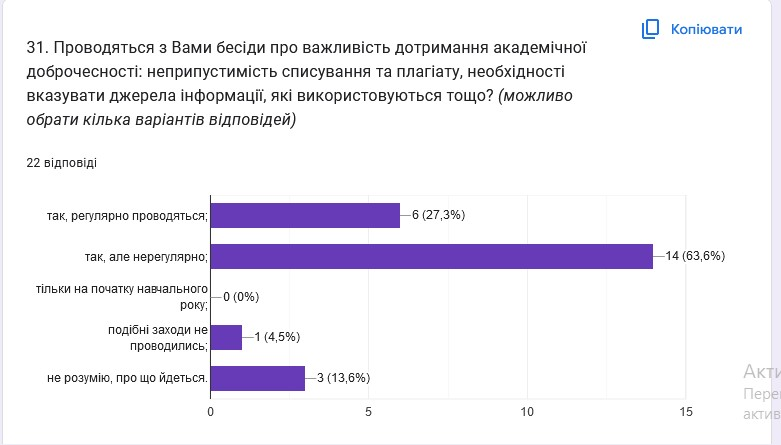 Копіювати
31. Проводяться з Вами бесіди про важливість дотримання академічної
доброчесності: неприпустимість списування та плагіату, необхідності
вказувати джерела інформації, які використовуються тощо? (можливо
обрати кілька варіантів відповідей)
22 відповіді
так, регулярно проводяться;
6 (27,3%)
так, але нерегулярно;
14 (63,6%)
тільки на початку навчального
року;
0 (0%)
подібні заходи не
проводились;
1 (4,5%)
не розумію, про що йдеться.
3 (13,6%)
0 5 10 15